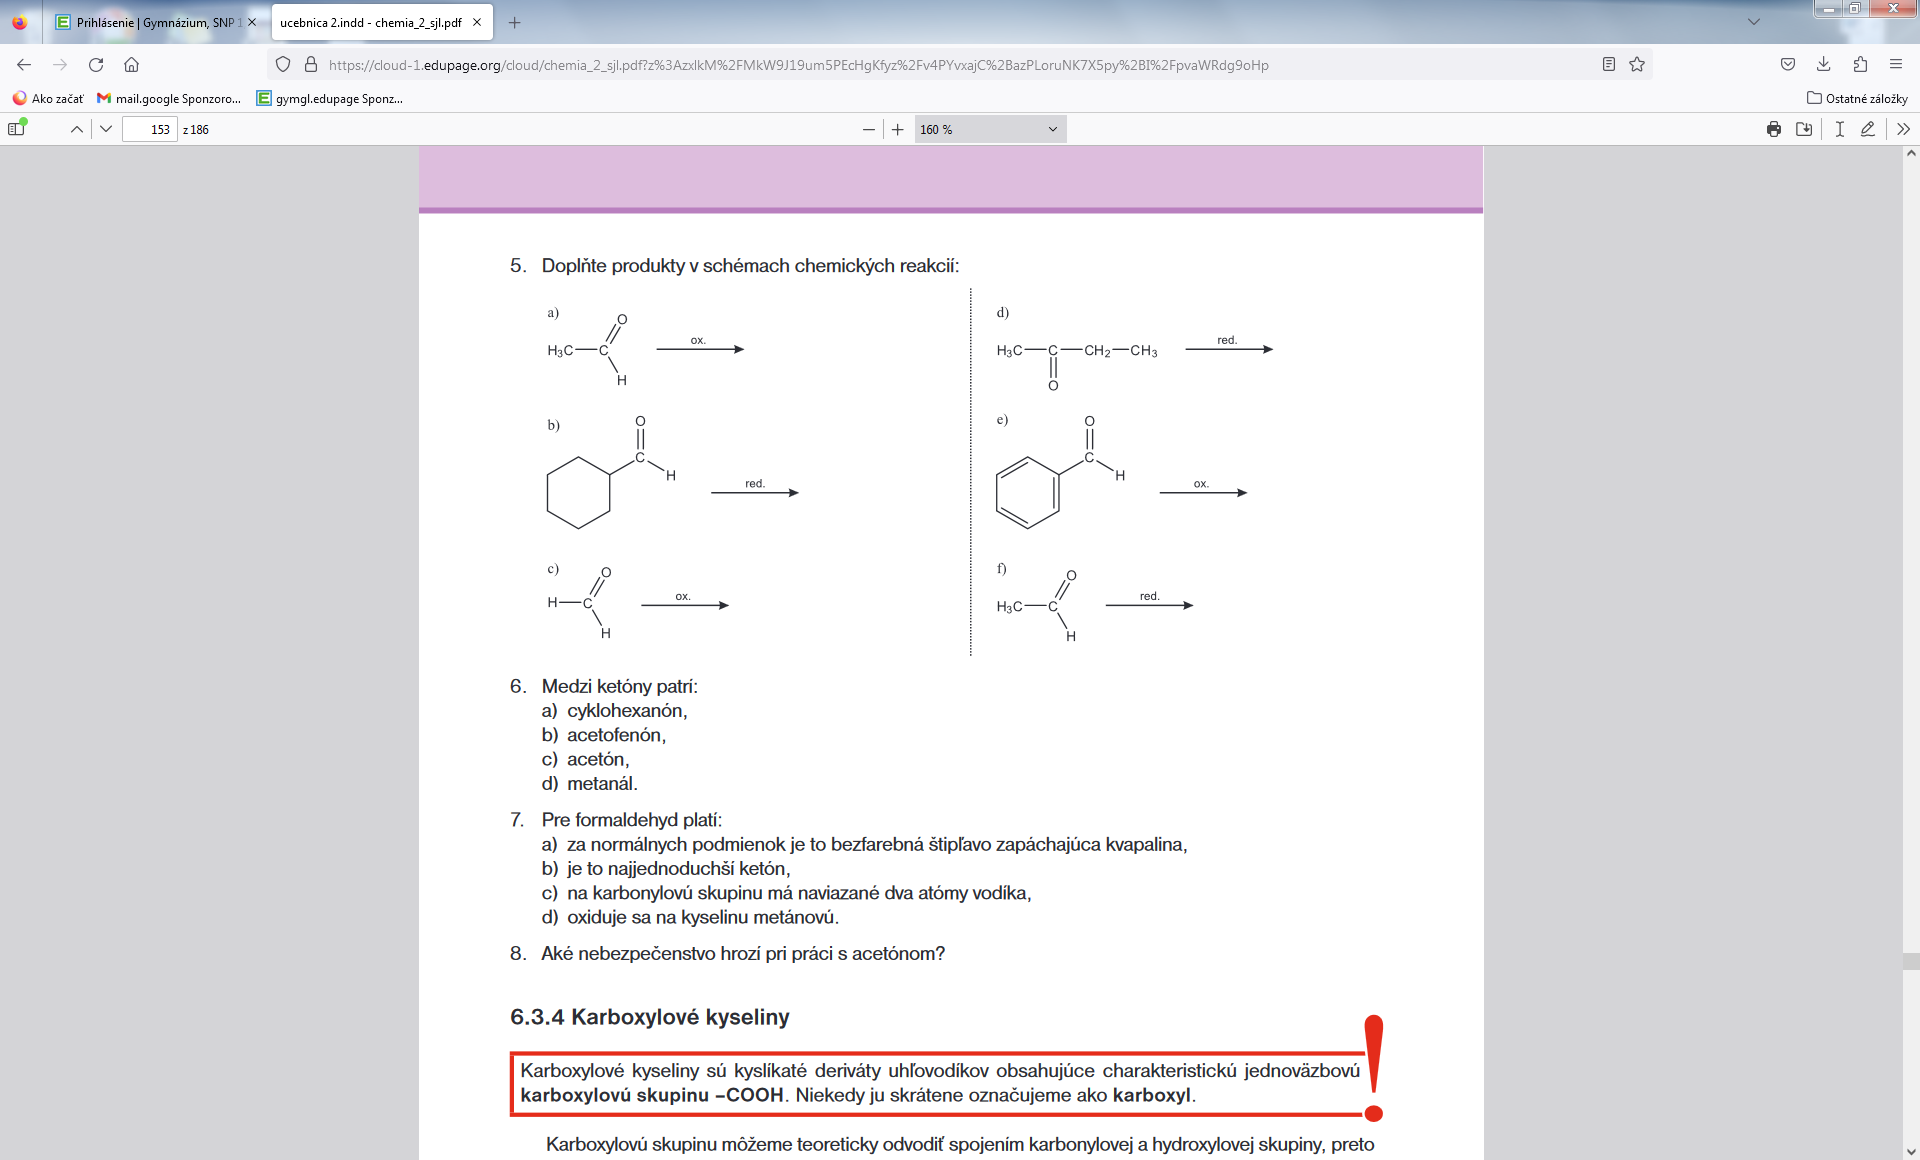 Prihlásenie | Gymnázium, SNP 1
ucebnica 2.indd - chemia_2_sjl.pdf
https://cloud-1.edupage.org/cloud/chemia_2_sjl.pdf?z%3AzxlkM%2FMkW9J19um5PEcHgKfyz%2Fv4PYvxajC%2BazPLoruNK7X5py%2BI%2FpvaWRdg9oHp
Ako začať
mail.google Sponzoro...
gymgl.edupage Sponz...
Ostatné záložky
153 z 186
160 %
5. Doplňte produkty v schémach chemických reakcií:
a)
O
H₃C C
H
ox.
d)
H₃C C CH₂ CH₃
O
red.
b)
O
C
H
red.
e)
O
C
H
ox.
c)
O
H C
H
ox.
f)
O
H₃C C
H
red.
6. Medzi ketóny patrí:
a) cyklohexanón,
b) acetofenón,
c) acetón,
d) metanál.
7. Pre formaldehyd platí:
a) za normálnych podmienok je to bezfarebná štipľavo zapáchajúca kvapalina,
b) je to najjednoduchší ketón,
c) na karbonylovú skupinu má naviazané dva atómy vodíka,
d) oxiduje sa na kyselinu metánovú.
8. Aké nebezpečenstvo hrozí pri práci s acetónom?
6.3.4 Karboxylové kyseliny
Karboxylové kyseliny sú kyslíkaté deriváty uhľovodíkov obsahujúce charakteristickú jednoväzbovú
karboxylovú skupinu –COOH. Niekedy ju skrátene označujeme ako karboxyl.
!
Karboxylovú skupinu môžeme teoreticky odvodiť spojením karbonylovej a hydroxylovej skupiny, preto